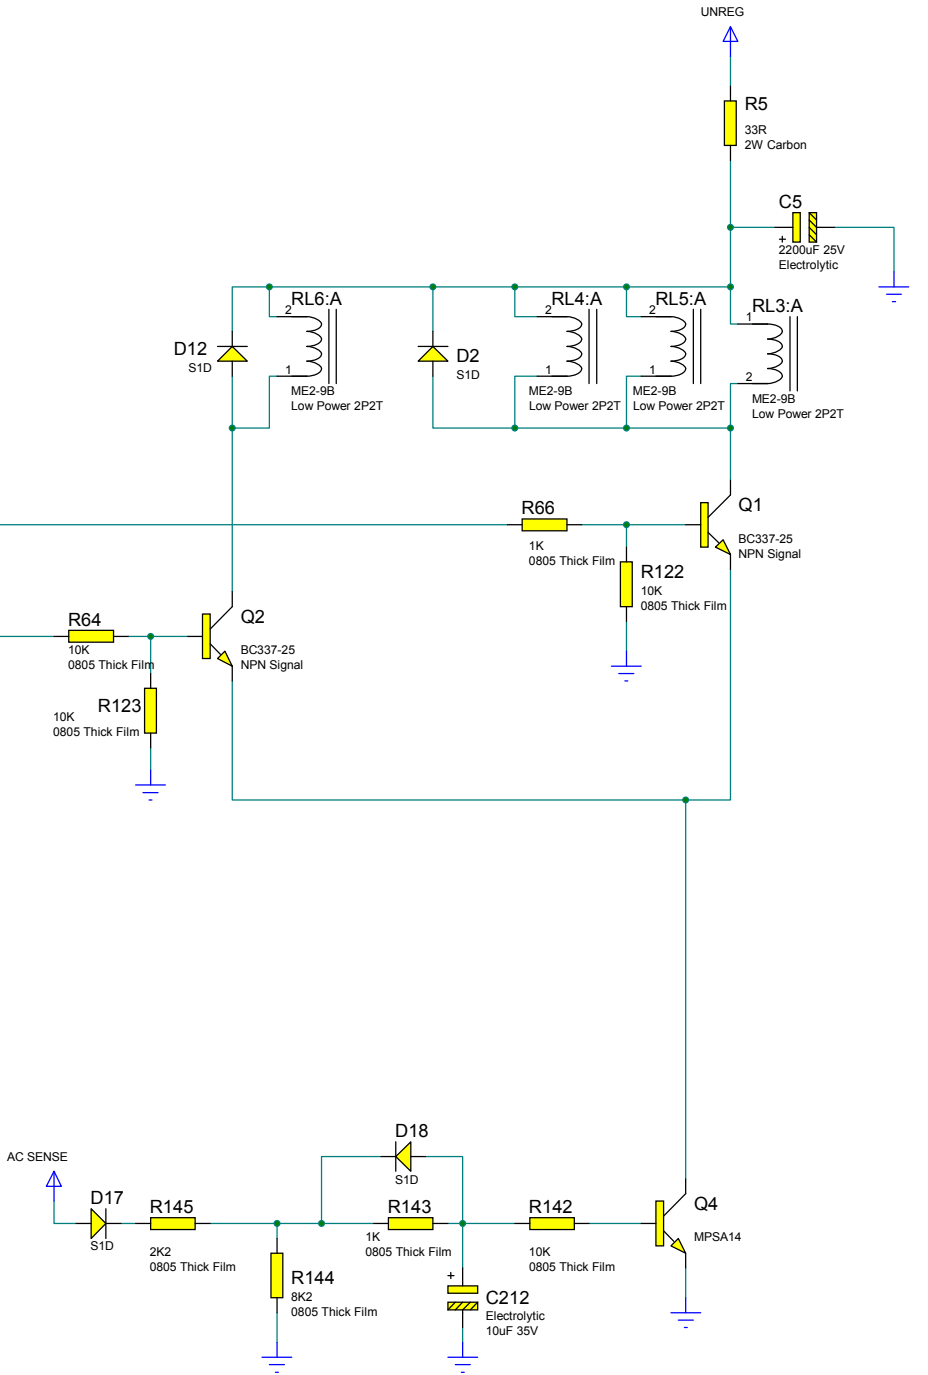 UNREG
R5
33R
2W Carbon
C5
+
2200uF 25V
Electrolytic
RL6:A
2
1
ME2-9B
Low Power 2P2T
RL4:A
2
1
ME2-9B
Low Power 2P2T
RL5:A
2
1
ME2-9B
Low Power 2P2T
RL3:A
1
2
ME2-9B
Low Power 2P2T
D12
S1D
D2
S1D
R66
1K
0805 Thick Film
Q1
BC337-25
NPN Signal
R122
10K
0805 Thick Film
R64
10K
0805 Thick Film
Q2
BC337-25
NPN Signal
R123
10K
0805 Thick Film
AC SENSE
D17
S1D
R145
2K2
0805 Thick Film
R144
8K2
0805 Thick Film
D18
S1D
R143
1K
0805 Thick Film
+
C212
Electrolytic
10uF 35V
R142
10K
0805 Thick Film
Q4
MPSA14